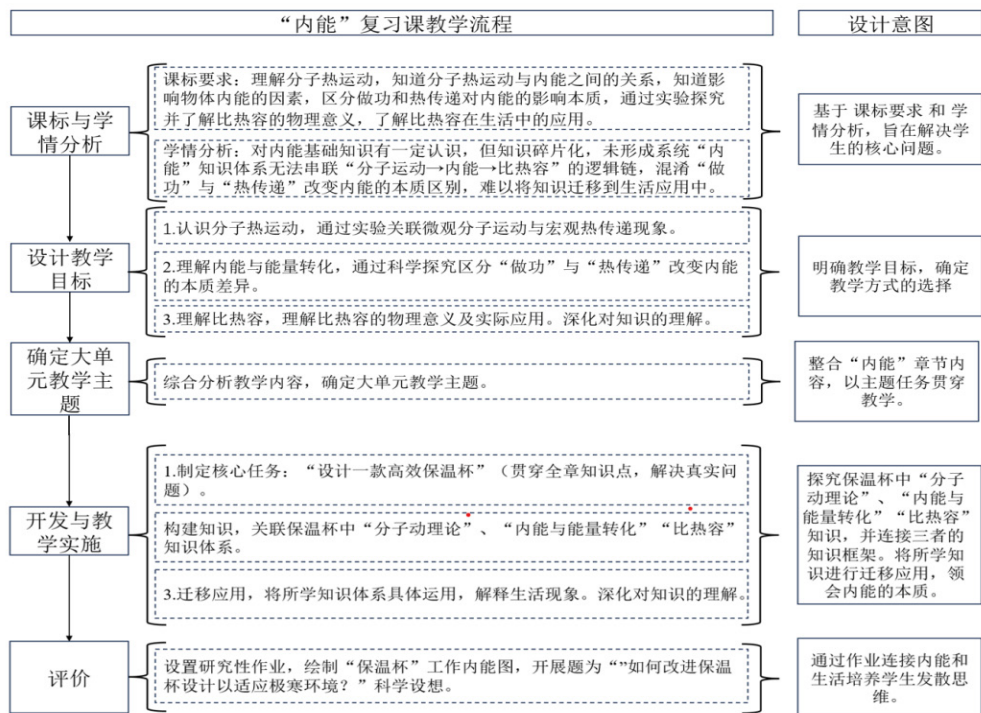 “内能”复习课教学流程
设计意图
课标与学
情分析
课标要求：理解分子热运动，知道分子热运动与内能之间的关系，知道影
响物体内能的因素，区分做功和热传递对内能的影响本质，通过实验探究
并了解比热容的物理意义，了解比热容在生活中的应用。
学情分析：对内能基础知识有一定认识，但知识碎片化，未形成系统“内
能”知识体系无法串联“分子运动→内能→比热容”的逻辑链，混淆“做
功”与“热传递”改变内能的本质区别，难以将知识迁移到生活应用中。
基于 课标要求 和 学
情分析，旨在解决学
生的核心问题。
设计教学
目标
1.认识分子热运动，通过实验关联微观分子运动与宏观热传递现象。
2.理解内能与能量转化，通过科学探究区分“做功”与“热传递”改变内能
的本质差异。
3.理解比热容，理解比热容的物理意义及实际应用。深化对知识的理解。
明确教学目标，确定
教学方式的选择
确定大单
元教学主
题
综合分析教学内容，确定大单元教学主题。
整合“内能”章节内
容，以主题任务贯穿
教学。
开发与教
学实施
1.制定核心任务：“设计一款高效保温杯”（贯穿全章知识点，解决真实问
题）。
构建知识，关联保温杯中“分子动理论”、“内能与能量转化”“比热容”
知识体系。
3.迁移应用，将所学知识体系具体运用，解释生活现象。深化对知识的理解。
探究保温杯中“分子
动理论”、“内能与
能量转化”“比热容”
知识，并连接三者的
知识框架。将所学知
识进行迁移应用，领
会内能的本质。
评价
设置研究性作业，绘制“保温杯”工作内能图，开展题为“”如何改进保温
杯设计以适应极寒环境？”科学设想。
通过作业连接内能和
生活培养学生发散思
维。